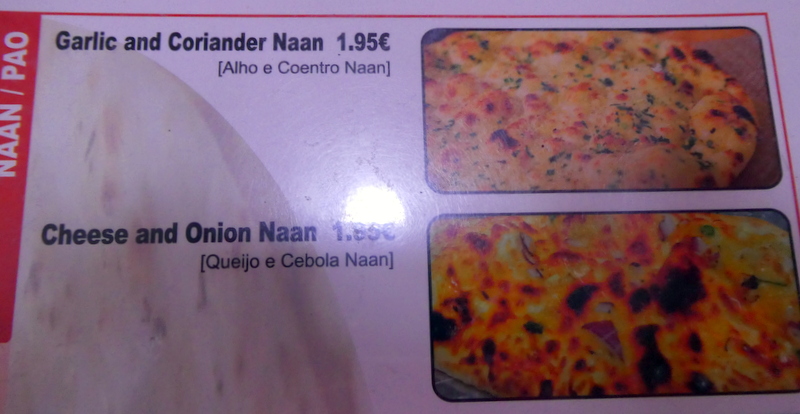 NAAN / PAO
Garlic and Coriander Naan 1.95€
[Alho e Coentro Naan]
Cheese and Onion Naan
[Queijo e Cebola Naan]